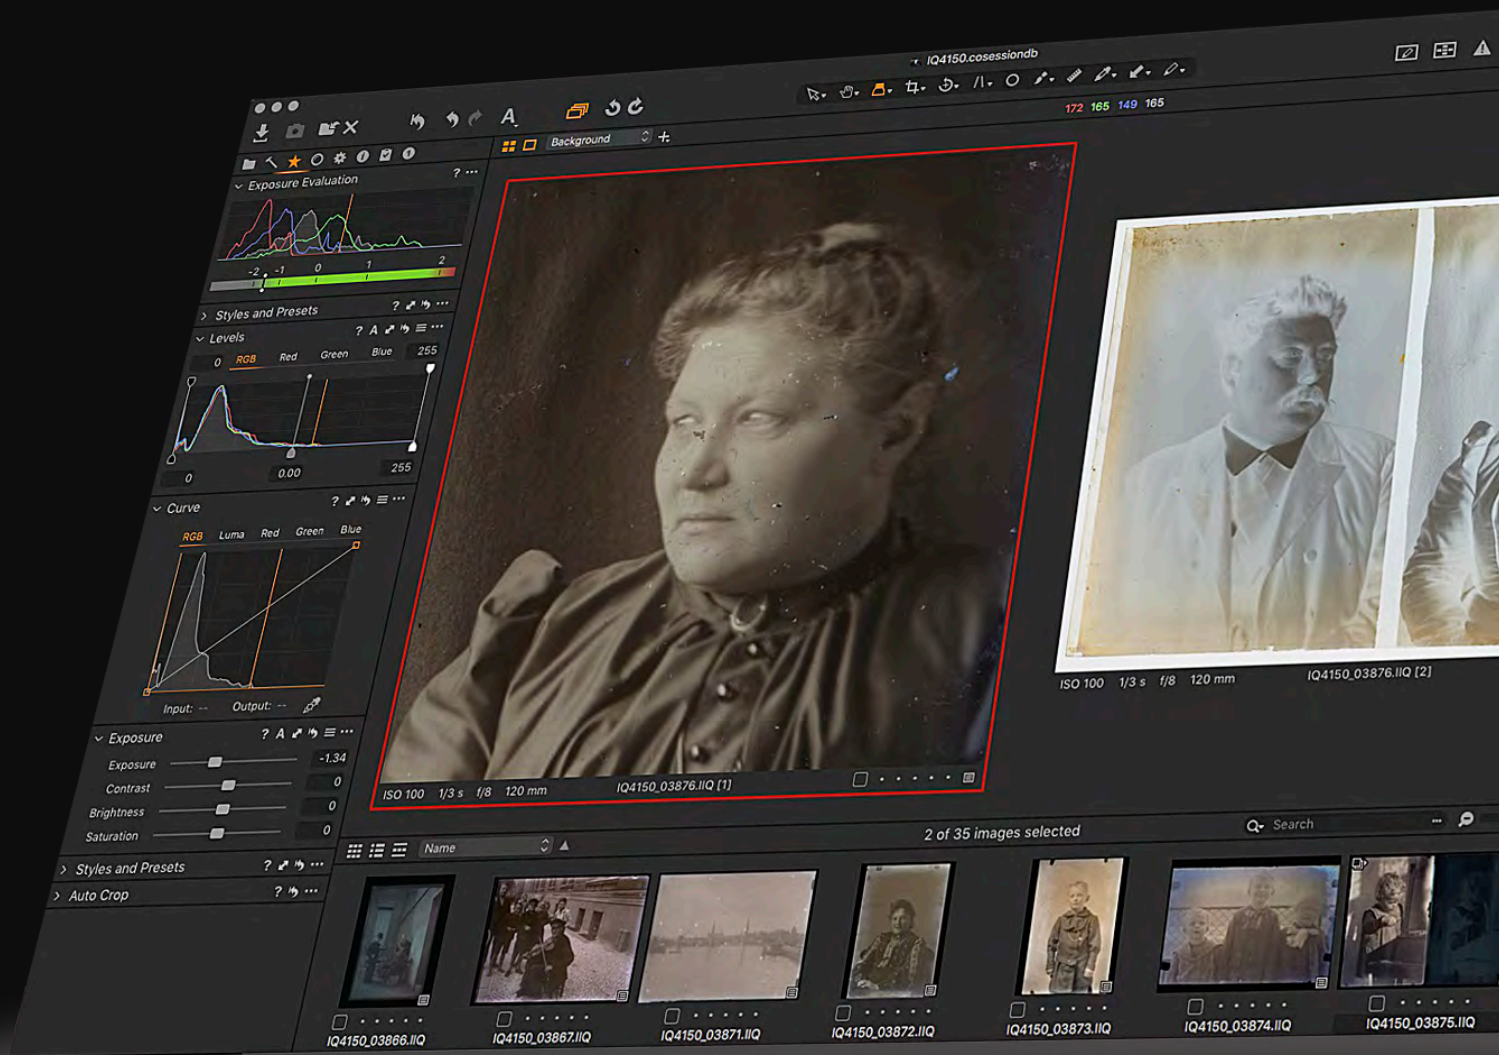 IQ4150.cosessiondb
172 165 149 165
Background
Exposure Evaluation
-2 -1 0 1 2
Styles and Presets
Levels
0 RGB Red Green Blue 255
0 0.00 255
Curve
RGB Luma Red Green Blue
Input: -- Output: --
Exposure
Exposure -1.34
Contrast 0
Brightness 0
Saturation 0
Styles and Presets
Auto Crop
ISO 100 1/3 s f/8 120 mm IQ4150_03876.IIQ [1]
ISO 100 1/3 s f/8 120 mm IQ4150_03876.IIQ [2]
Name
2 of 35 images selected
Search
IQ4150_03866.IIQ
IQ4150_03867.IIQ
IQ4150_03871.IIQ
IQ4150_03872.IIQ
IQ4150_03873.IIQ
IQ4150_03874.IIQ
IQ4150_03875.IIQ